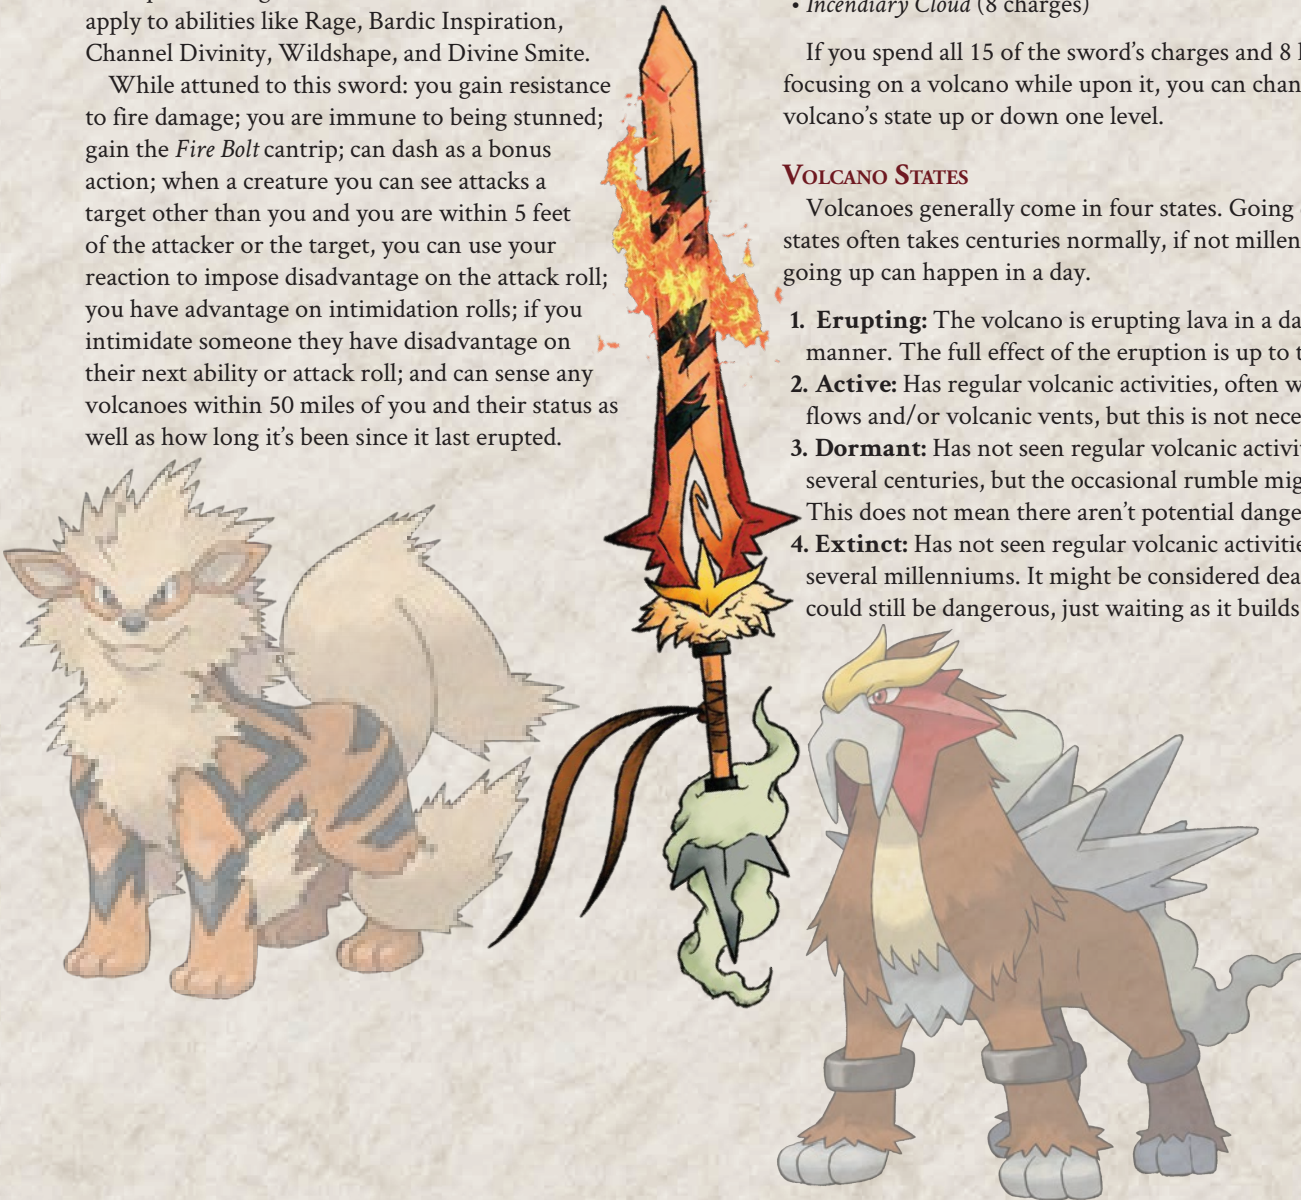 apply to abilities like Rage, Bardic Inspiration,
Channel Divinity, Wildshape, and Divine Smite.
While attuned to this sword: you gain resistance
to fire damage; you are immune to being stunned;
gain the Fire Bolt cantrip; can dash as a bonus
action; when a creature you can see attacks a
target other than you and you are within 5 feet
of the attacker or the target, you can use your
reaction to impose disadvantage on the attack roll;
you have advantage on intimidation rolls; if you
intimidate someone they have disadvantage on
their next ability or attack roll; and can sense any
volcanoes within 50 miles of you and their status as
well as how long it's been since it last erupted.
• Incendiary Cloud (8 charges)
If you spend all 15 of the sword's charges and 8
focusing on a volcano while upon it, you can chan
volcano's state up or down one level.
Volcano States
Volcanoes generally come in four states. Going
states often takes centuries normally, if not millen
going up can happen in a day.
1. Erupting: The volcano is erupting lava in a da
manner. The full effect of the eruption is up to t
2. Active: Has regular volcanic activities, often w
flows and/or volcanic vents, but this is not nece
3. Dormant: Has not seen regular volcanic activi
several centuries, but the occasional rumble mig
This does not mean there aren't potential dange
4. Extinct: Has not seen regular volcanic activitie
several millenniums. It might be considered dea
could still be dangerous, just waiting as it builds